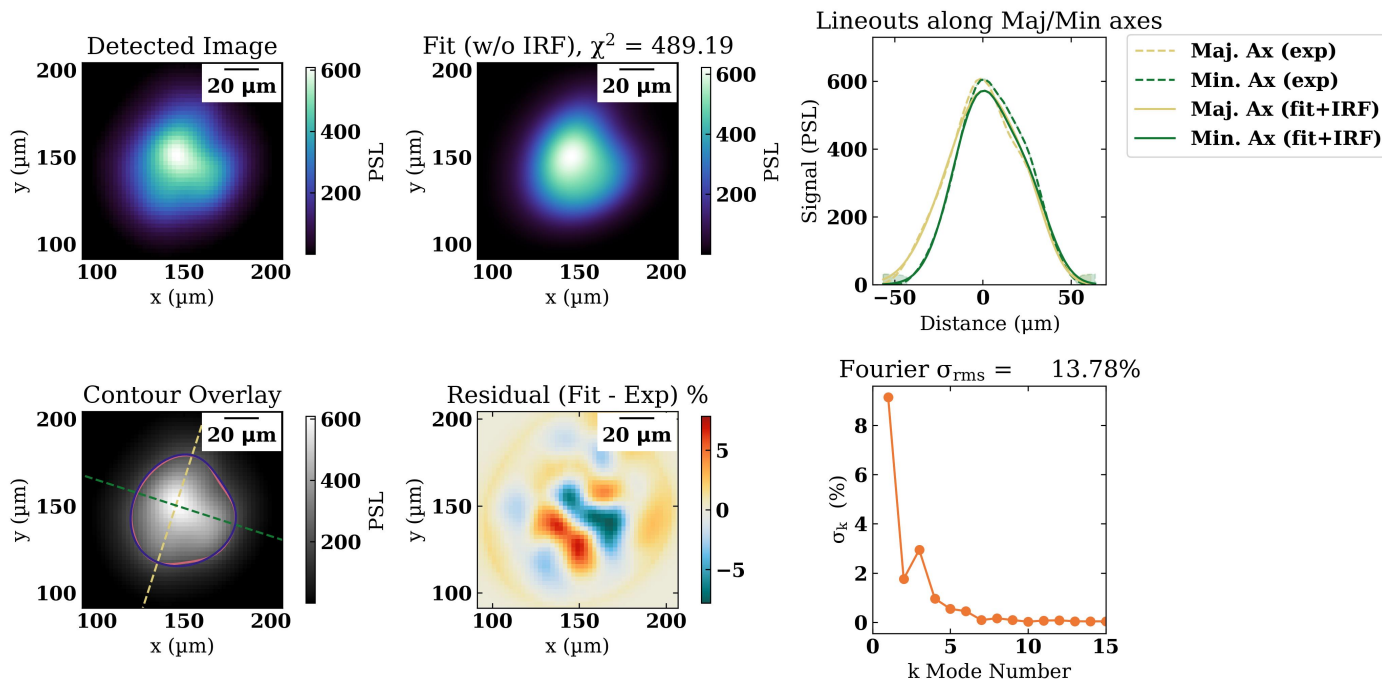 Detected Image
200
150
100
y (µm)
20 µm
100 150 200
x (µm)
600
400
200
PSL
Fit (w/o IRF), χ² = 489.19
200
150
100
y (µm)
20 µm
100 150 200
x (µm)
600
400
200
PSL
Lineouts along Maj/Min axes
600
400
200
0
Signal (PSL)
−50 0 50
Distance (µm)
Maj. Ax (exp)
Min. Ax (exp)
Maj. Ax (fit+IRF)
Min. Ax (fit+IRF)
Contour Overlay
200
150
100
y (µm)
20 µm
100 150 200
x (µm)
600
400
200
PSL
Residual (Fit - Exp) %
200
150
100
y (µm)
20 µm
100 150 200
x (µm)
5
0
−5
Fourier σrms = 13.78%
8
6
4
2
0
σk (%)
0 5 10 15
k Mode Number